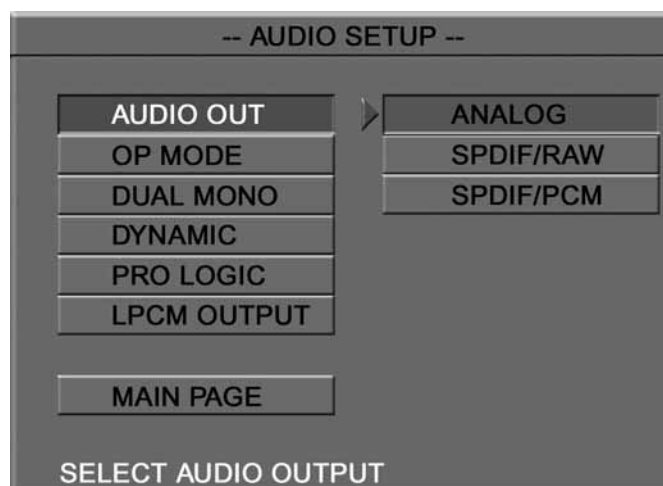 -- AUDIO SETUP --
AUDIO OUT
ANALOG
OP MODE
SPDIF/RAW
DUAL MONO
SPDIF/PCM
DYNAMIC
PRO LOGIC
LPCM OUTPUT
MAIN PAGE
SELECT AUDIO OUTPUT